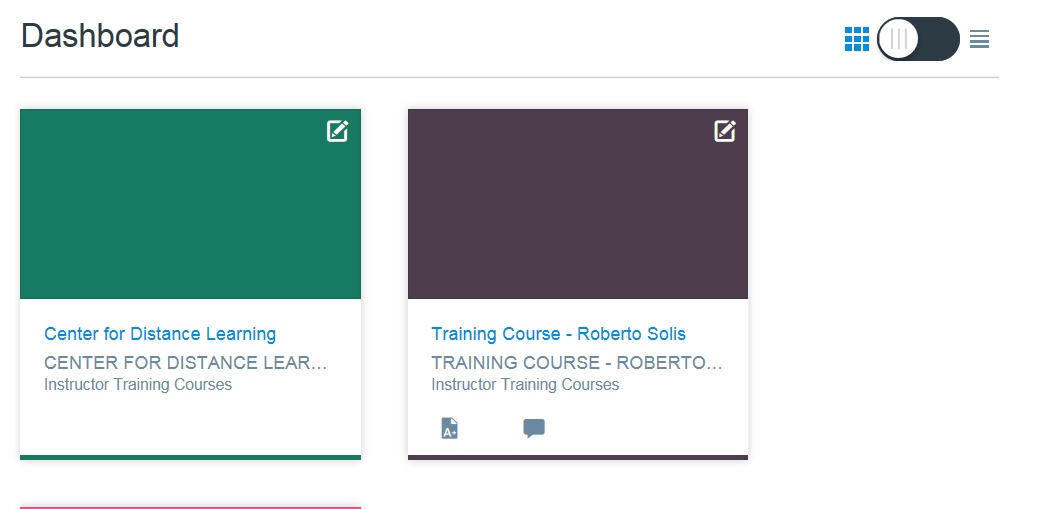 Dashboard
Center for Distance Learning
CENTER FOR DISTANCE LEAR...
Instructor Training Courses
Training Course - Roberto Solis
TRAINING COURSE - ROBERTO...
Instructor Training Courses
A+